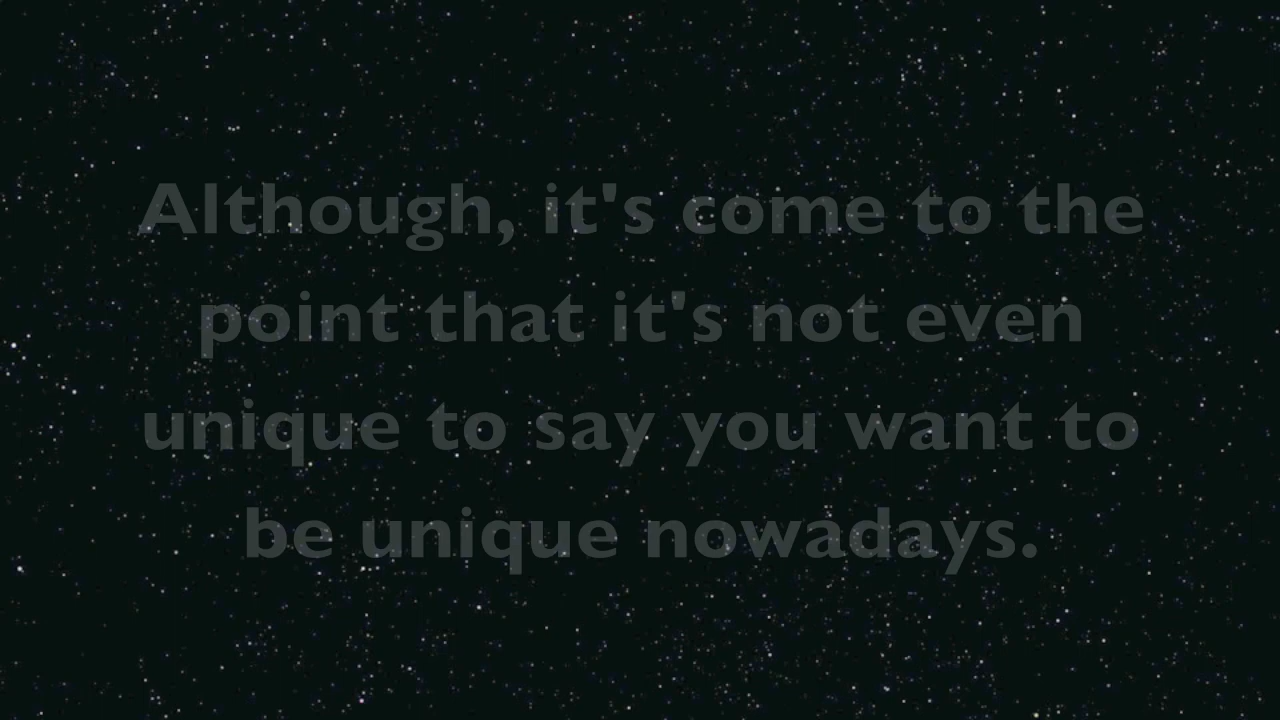 Although, it's come to the
point that it's not even
unique to say you want to
be unique nowadays.